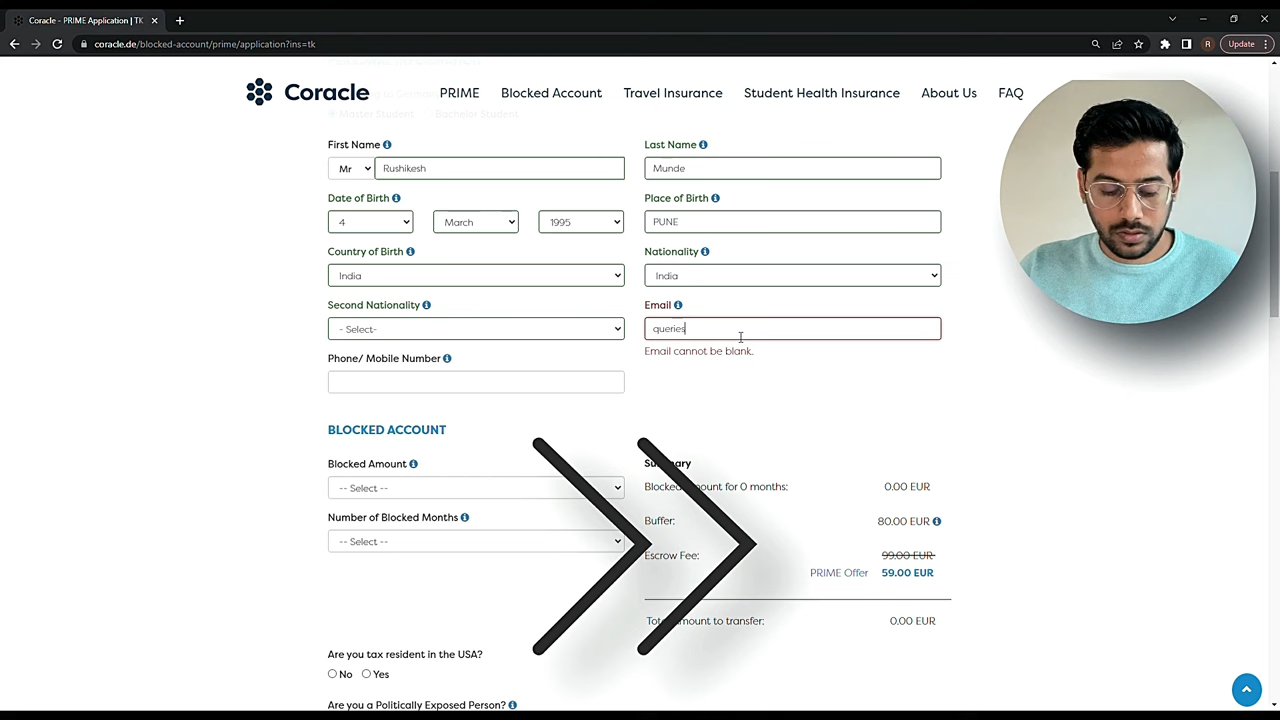 Coracle - PRIME Application | TK
coracle.de/blocked-account/prime/application?ins=tk
R
Update
Coracle
PRIME
Blocked Account
Travel Insurance
Student Health Insurance
About Us
FAQ
Master Student
Bachelor Student
First Name
Last Name
Mr
Rushikesh
Munde
Date of Birth
Place of Birth
4
March
1995
PUNE
Country of Birth
Nationality
India
India
Second Nationality
Email
- Select-
queries
Email cannot be blank.
Phone/ Mobile Number
BLOCKED ACCOUNT
Blocked Amount
-- Select --
Number of Blocked Months
-- Select --
Summary
Blocked Amount for 0 months:
0.00 EUR
Buffer:
80.00 EUR
Escrow Fee:
99.00 EUR
PRIME Offer
59.00 EUR
Total amount to transfer:
0.00 EUR
Are you tax resident in the USA?
No
Yes
Are you a Politically Exposed Person?